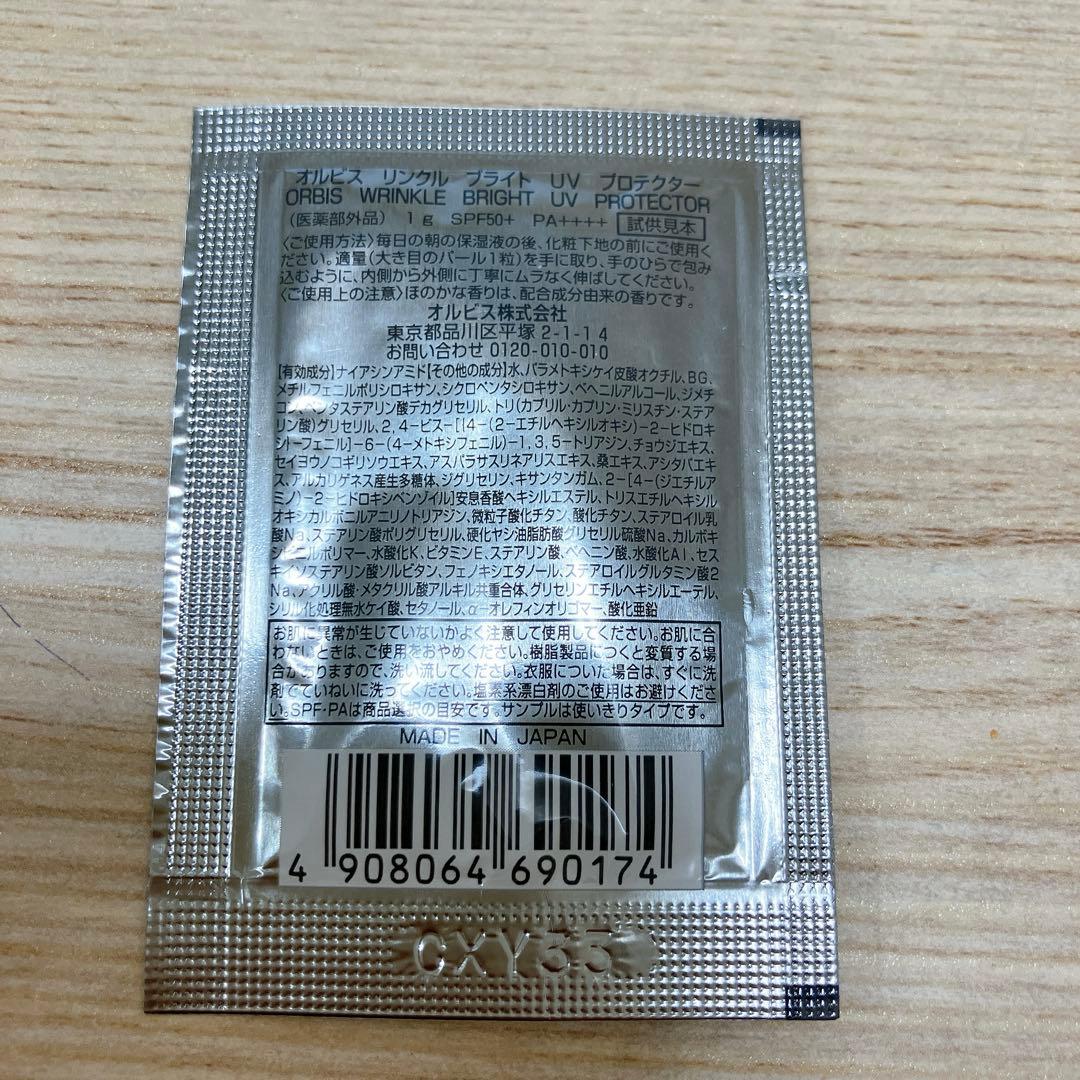 オルビス リンクル ブライト UV プロテクター
ORBIS WRINKLE BRIGHT UV PROTECTOR
(医薬部外品) 1g SPF50+ PA++++ 試供見本
〈ご使用方法〉毎日の朝の保湿液の後、化粧下地の前にご使用くだ
さい。適量(大き目のパール1粒)を手に取り、手のひらで包み
込むように、内側から外側に丁寧にムラなく伸ばしてください。
〈ご使用上の注意〉ほのかな香りは、配合成分由来の香りです。
オルビス株式会社
東京都品川区平塚2-1-14
お問い合わせ 0120-010-010
【有効成分】ナイアシンアミド【その他の成分】水、パラメトキシケイ皮酸オクチル、BG、
メチルフェニルポリシロキサン、シクロペンタシロキサン、ベヘニルアルコール、ジメチ
コン、ペンタステアリン酸デカグリセリル、トリ(カプリル・カプリン・ミリスチン・ステア
リン酸)グリセリル、2,4-ビス-[{4-(2-エチルヘキシルオキシ)-2-ヒドロキ
シ}-フェニル]-6-(4-メトキシフェニル)-1,3,5-トリアジン、チョウジエキス、
セイヨウノコギリソウエキス、アスパラサスリネアリスエキス、桑エキス、アシタバエキ
ス、アルカリゲネス産生多糖体、ジグリセリン、キサンタンガム、2-[4-(ジエチルア
ミノ)-2-ヒドロキシベンゾイル]安息香酸ヘキシルエステル、トリスエチルヘキシル
オキシカルボニルアニリノトリアジン、微粒子酸化チタン、酸化チタン、ステアロイル乳
酸Na、ステアリン酸ポリグリセリル、硬化ヤシ油脂肪酸グリセリル硫酸Na、カルボキ
シビニルポリマー、水酸化K、ビタミンE、ステアリン酸、ベヘニン酸、水酸化Al、セス
キイソステアリン酸ソルビタン、フェノキシエタノール、ステアロイルグルタミン酸2
Na、アクリル酸・メタクリル酸アルキル共重合体、グリセリンエチルヘキシルエーテル、
シリル化処理無水ケイ酸、セタノール、α-オレフィンオリゴマー、酸化亜鉛
お肌に異常が生じていないかよく注意して使用してください。お肌に合
わないときは、ご使用をおやめください。樹脂製品につくと変質する場
合がありますので、洗い流してください。衣服についた場合は、すぐに洗
剤でていねいに洗ってください。塩素系漂白剤のご使用はお避けくださ
い。SPF・PAは商品選択の目安です。サンプルは使いきりタイプです。
MADE IN JAPAN
4 908064 690174
CXY33